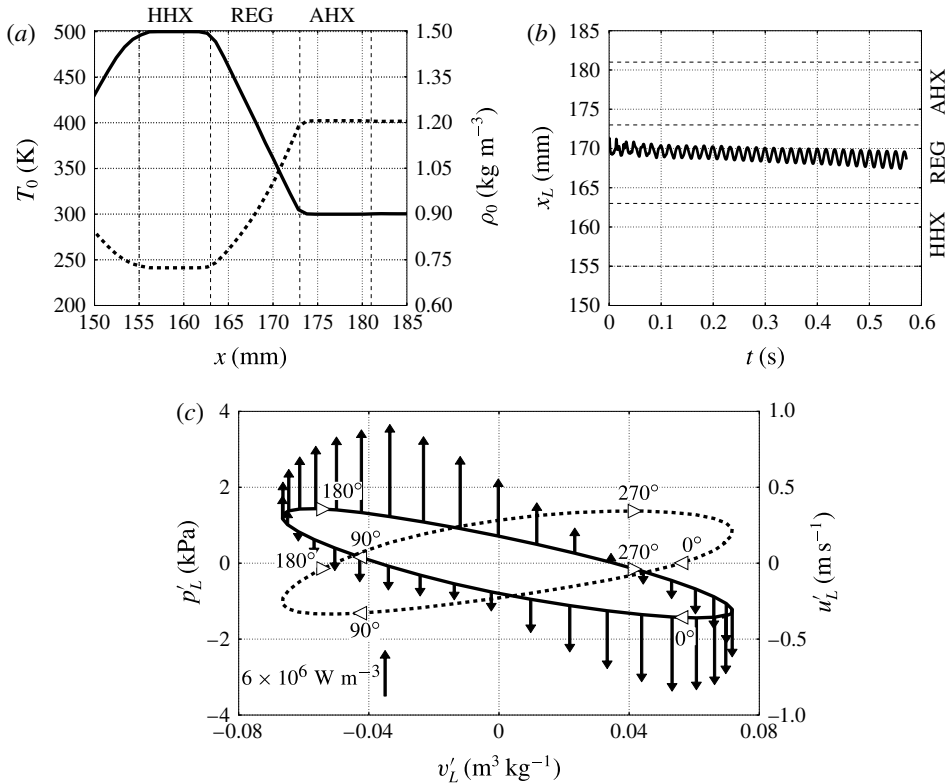 HHX REG AHX
(a)
500
450
400
350
300
250
200
1.50
1.35
1.20
1.05
0.90
0.75
0.60
150 155 160 165 170 175 180 185
T0 (K)
ρ0 (kg m−3)
x (mm)
(b)
185
180
175
170
165
160
155
150
0 0.1 0.2 0.3 0.4 0.5 0.6
xL (mm)
HHX REG AHX
t (s)
(c)
4
2
0
−2
−4
1.0
0.5
0
−0.5
−1.0
180°
270°
90°
0°
180°
270°
90°
0°
6 × 10⁶ W m−3
−0.08 −0.04 0 0.04 0.08
p′L (kPa)
u′L (m s−1)
v′L (m3 kg−1)